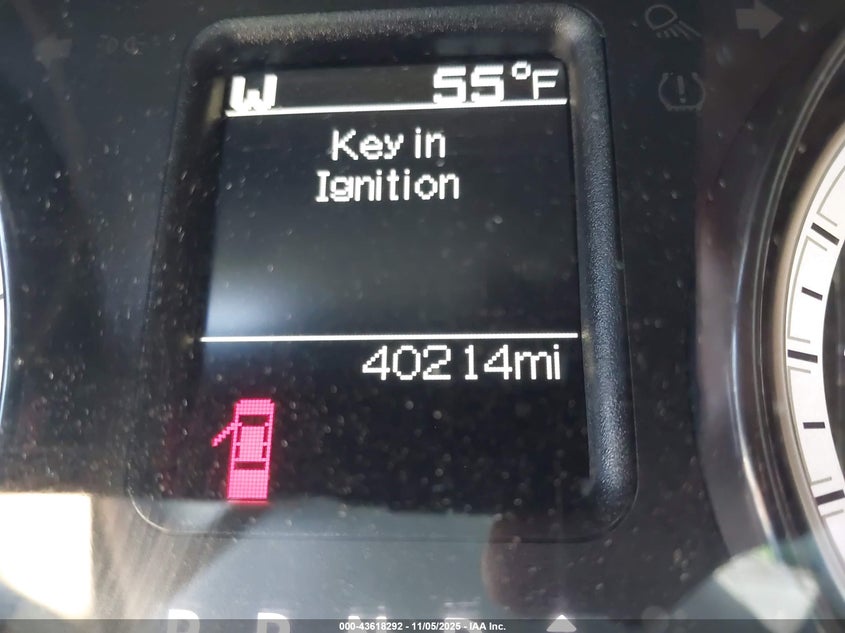 W 55°F
Key in
Ignition
40214mi
000-43618292 - 11/05/2025 - IAA Inc.